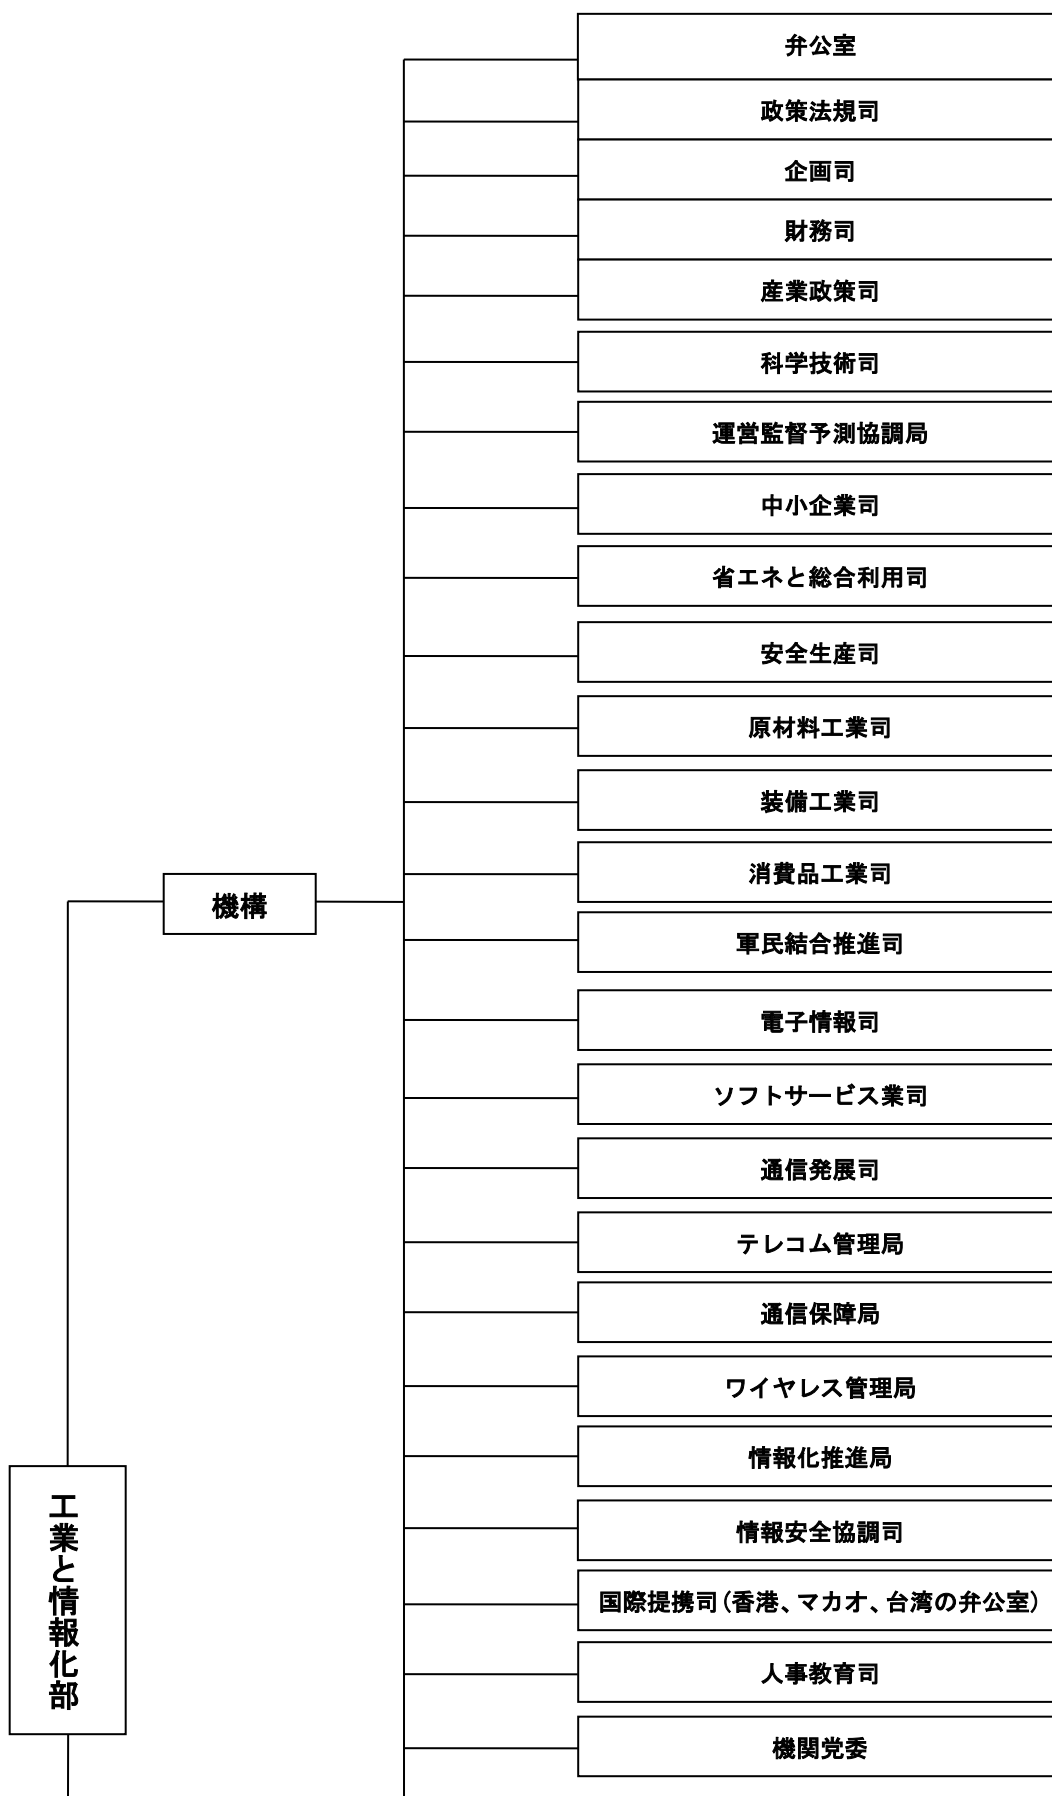 弁公室
政策法規司
企画司
財務司
産業政策司
科学技術司
運営監督予測協調局
中小企業司
省エネと総合利用司
安全生産司
原材料工業司
装備工業司
消費品工業司
機構
軍民結合推進司
電子情報司
ソフトサービス業司
通信発展司
テレコム管理局
通信保障局
ワイヤレス管理局
情報化推進局
工業と情報化部
情報安全協調司
国際提携司(香港、マカオ、台湾の弁公室)
人事教育司
機関党委